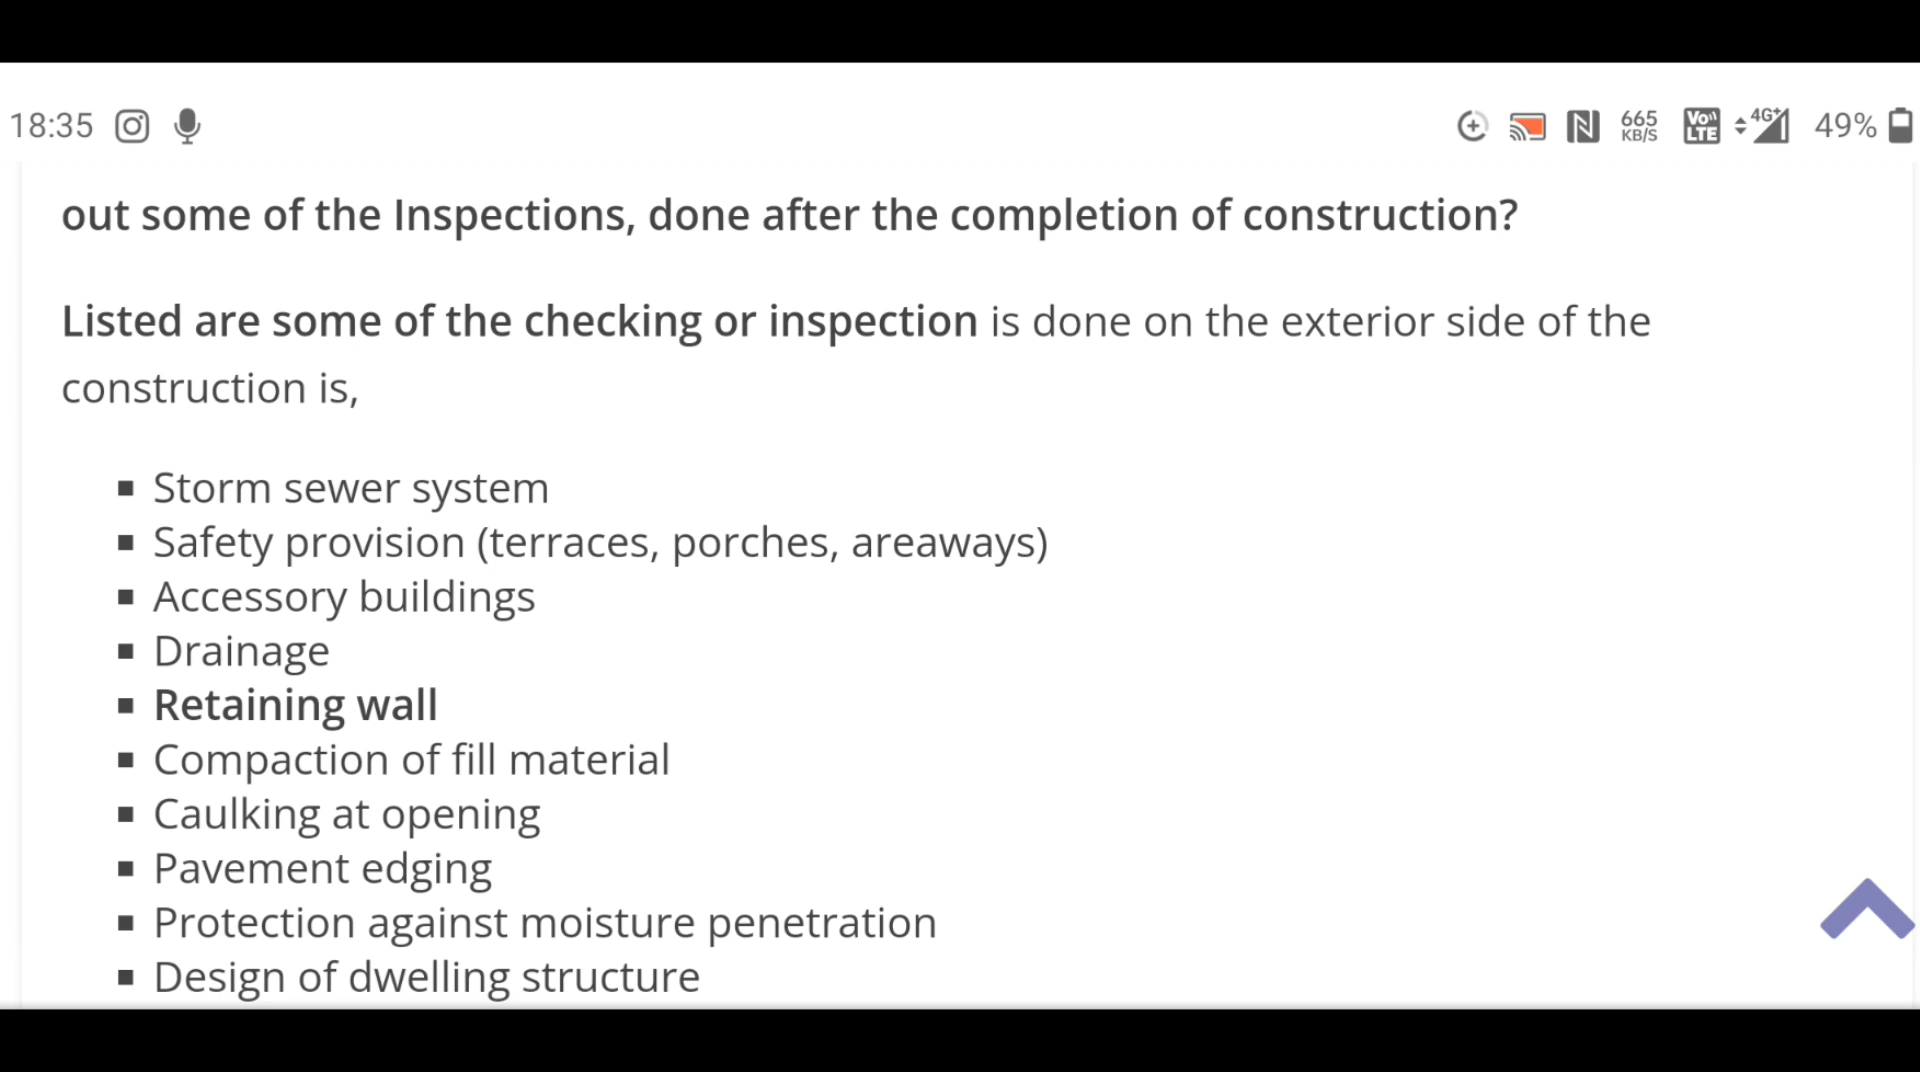 18:35 665 KB/S Vo LTE 4G+ 49%
out some of the Inspections, done after the completion of construction?
Listed are some of the checking or inspection is done on the exterior side of the
construction is,
▪ Storm sewer system
▪ Safety provision (terraces, porches, areaways)
▪ Accessory buildings
▪ Drainage
▪ Retaining wall
▪ Compaction of fill material
▪ Caulking at opening
▪ Pavement edging
▪ Protection against moisture penetration
▪ Design of dwelling structure